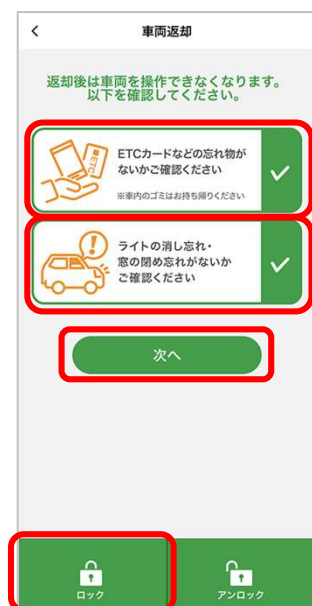 車両返却
返却後は車両を操作できなくなります。
以下を確認してください。
ETC
ETCカードなどの忘れ物が
ないかご確認ください
※車内のゴミはお持ち帰りください
ライトの消し忘れ・
窓の閉め忘れがないか
ご確認ください
次へ
ロック
アンロック